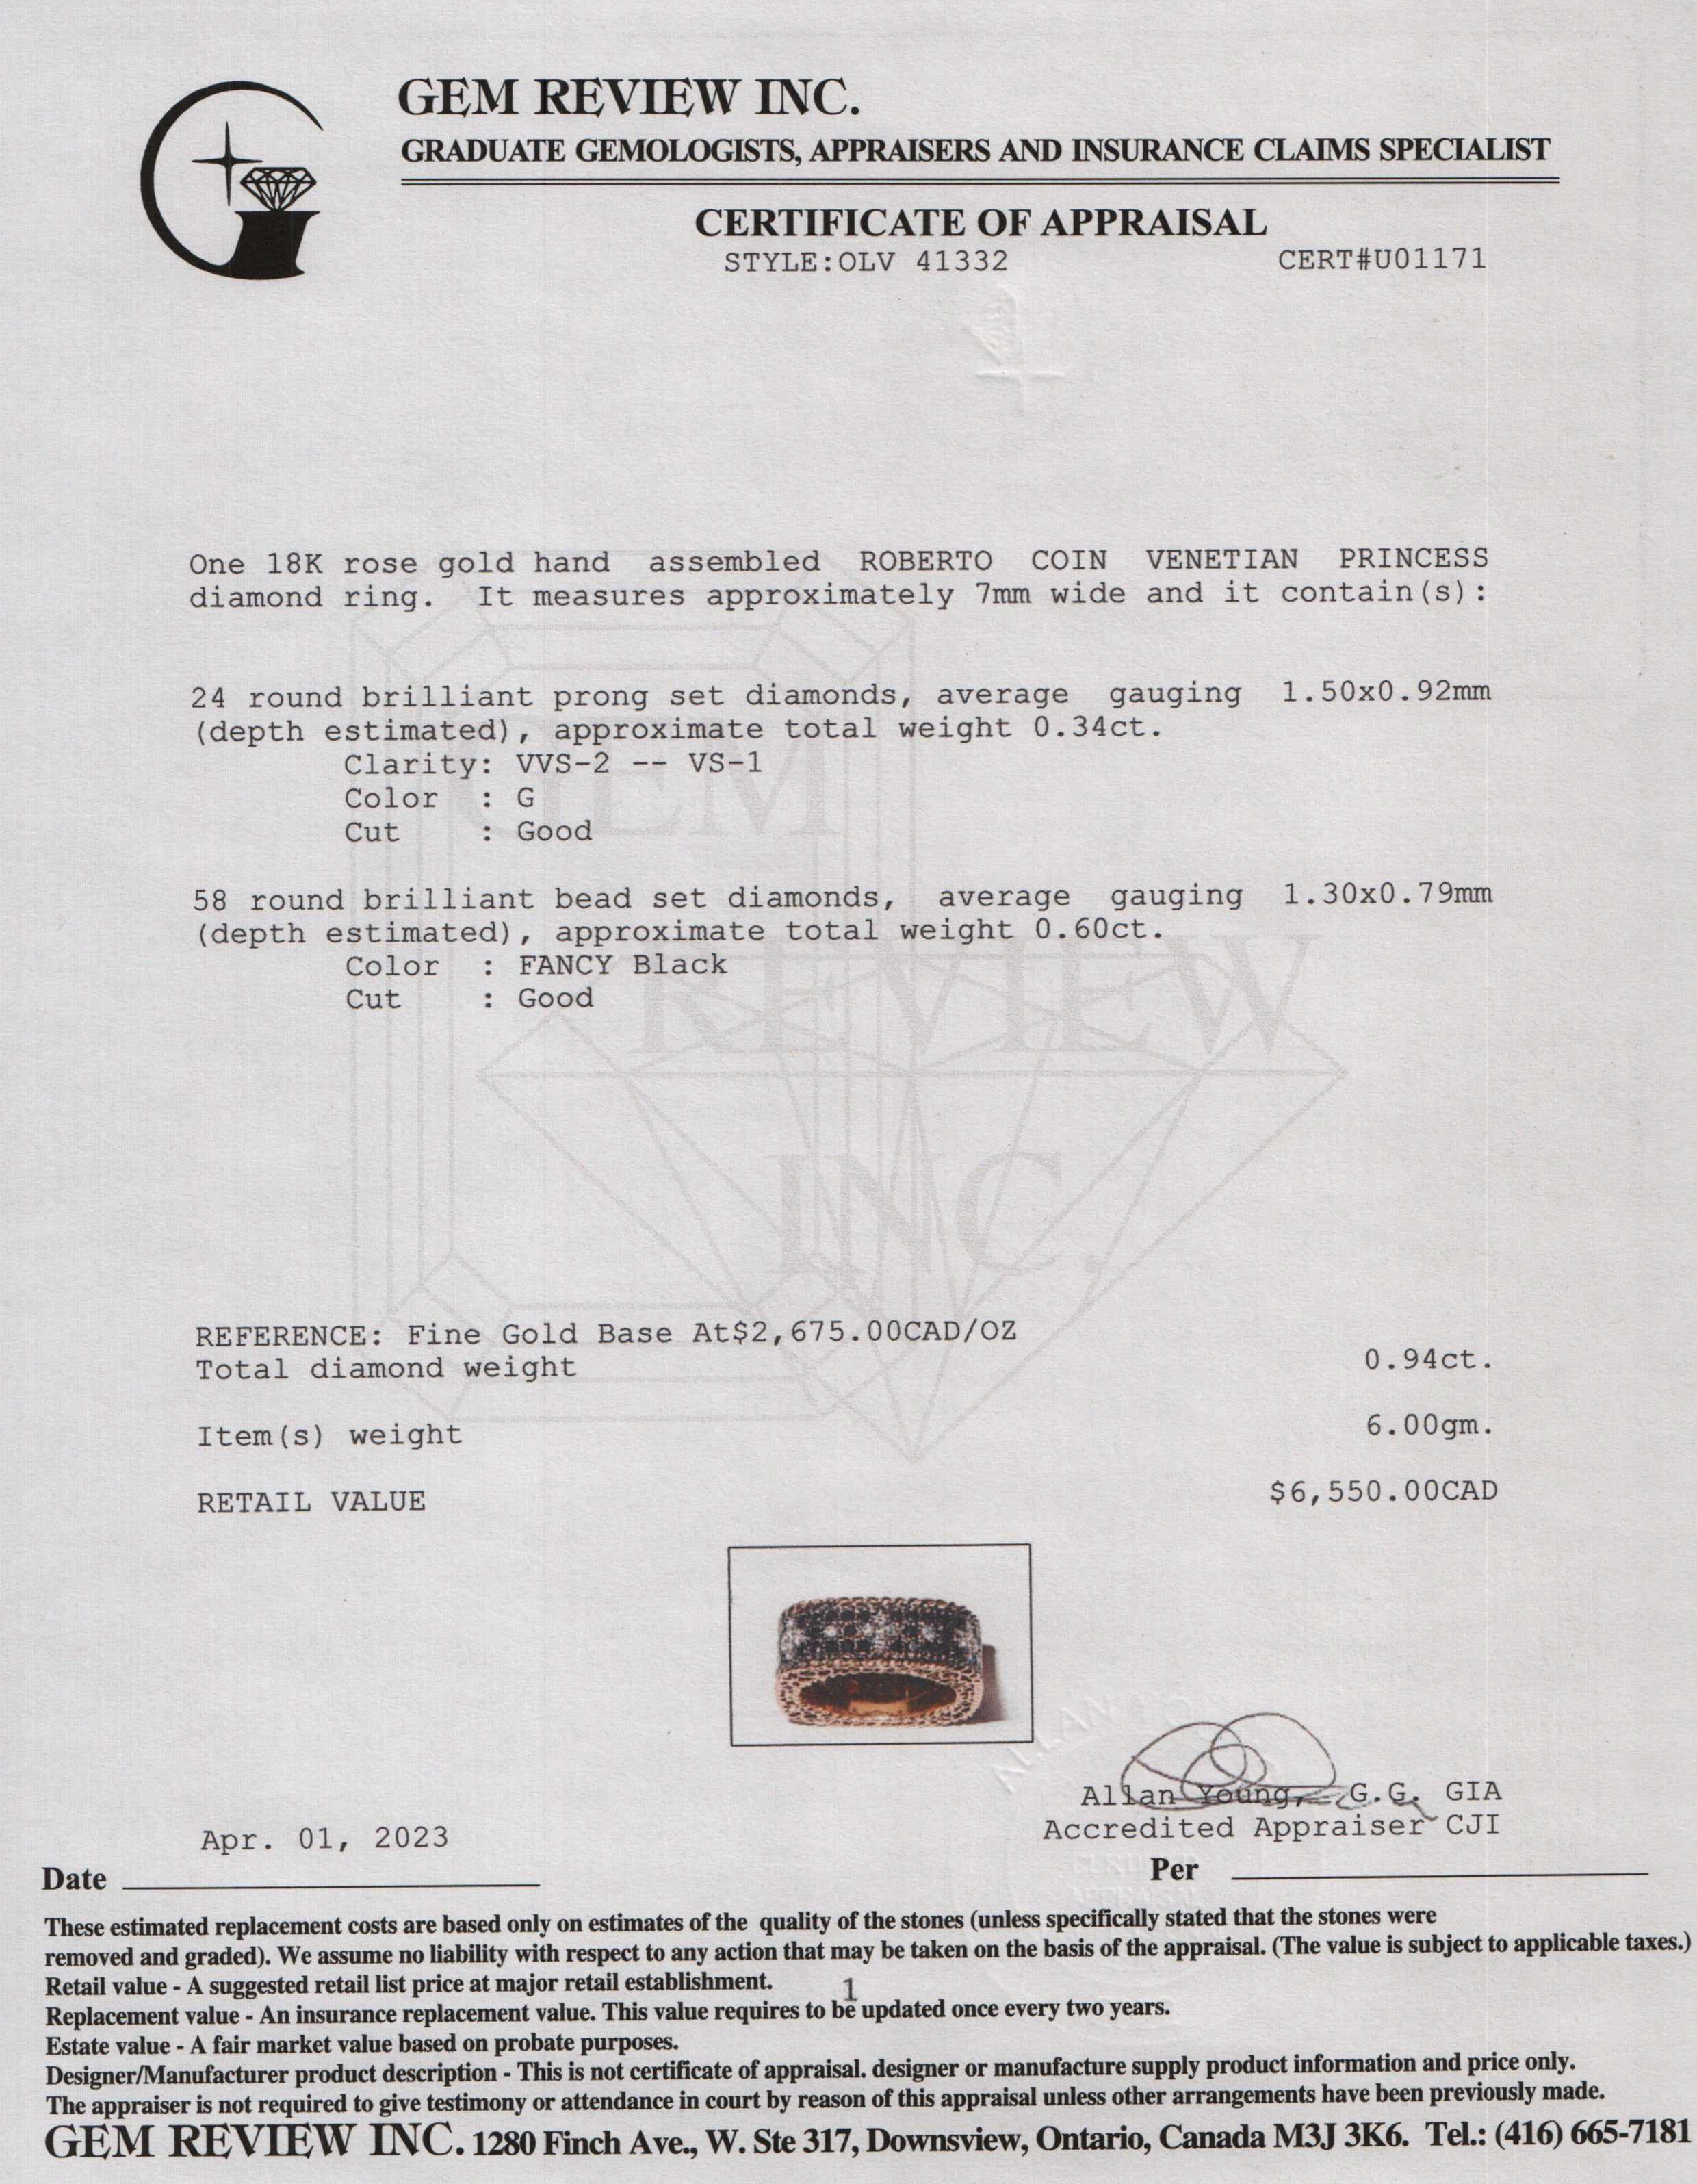 GEM REVIEW INC.
GRADUATE GEMOLOGISTS, APPRAISERS AND INSURANCE CLAIMS SPECIALIST
CERTIFICATE OF APPRAISAL
STYLE:OLV 41332 CERT#U01171
One 18K rose gold hand assembled ROBERTO COIN VENETIAN PRINCESS
diamond ring. It measures approximately 7mm wide and it contain(s):
24 round brilliant prong set diamonds, average gauging 1.50x0.92mm
(depth estimated), approximate total weight 0.34ct.
Clarity: VVS-2 -- VS-1
Color : G
Cut : Good
58 round brilliant bead set diamonds, average gauging 1.30x0.79mm
(depth estimated), approximate total weight 0.60ct.
Color : FANCY Black
Cut : Good
GEM
REVIEW
INC.
REFERENCE: Fine Gold Base At$2,675.00CAD/OZ
Total diamond weight 0.94ct.
Item(s) weight 6.00gm.
RETAIL VALUE $6,550.00CAD
Allan Young, G.G. GIA
Accredited Appraiser CJI
Apr. 01, 2023
Date
Per
These estimated replacement costs are based only on estimates of the quality of the stones (unless specifically stated that the stones were
removed and graded). We assume no liability with respect to any action that may be taken on the basis of the appraisal. (The value is subject to applicable taxes.)
Retail value - A suggested retail list price at major retail establishment.
1
Replacement value - An insurance replacement value. This value requires to be updated once every two years.
Estate value - A fair market value based on probate purposes.
Designer/Manufacturer product description - This is not certificate of appraisal. designer or manufacture supply product information and price only.
The appraiser is not required to give testimony or attendance in court by reason of this appraisal unless other arrangements have been previously made.
GEM REVIEW INC. 1280 Finch Ave., W. Ste 317, Downsview, Ontario, Canada M3J 3K6. Tel.: (416) 665-7181